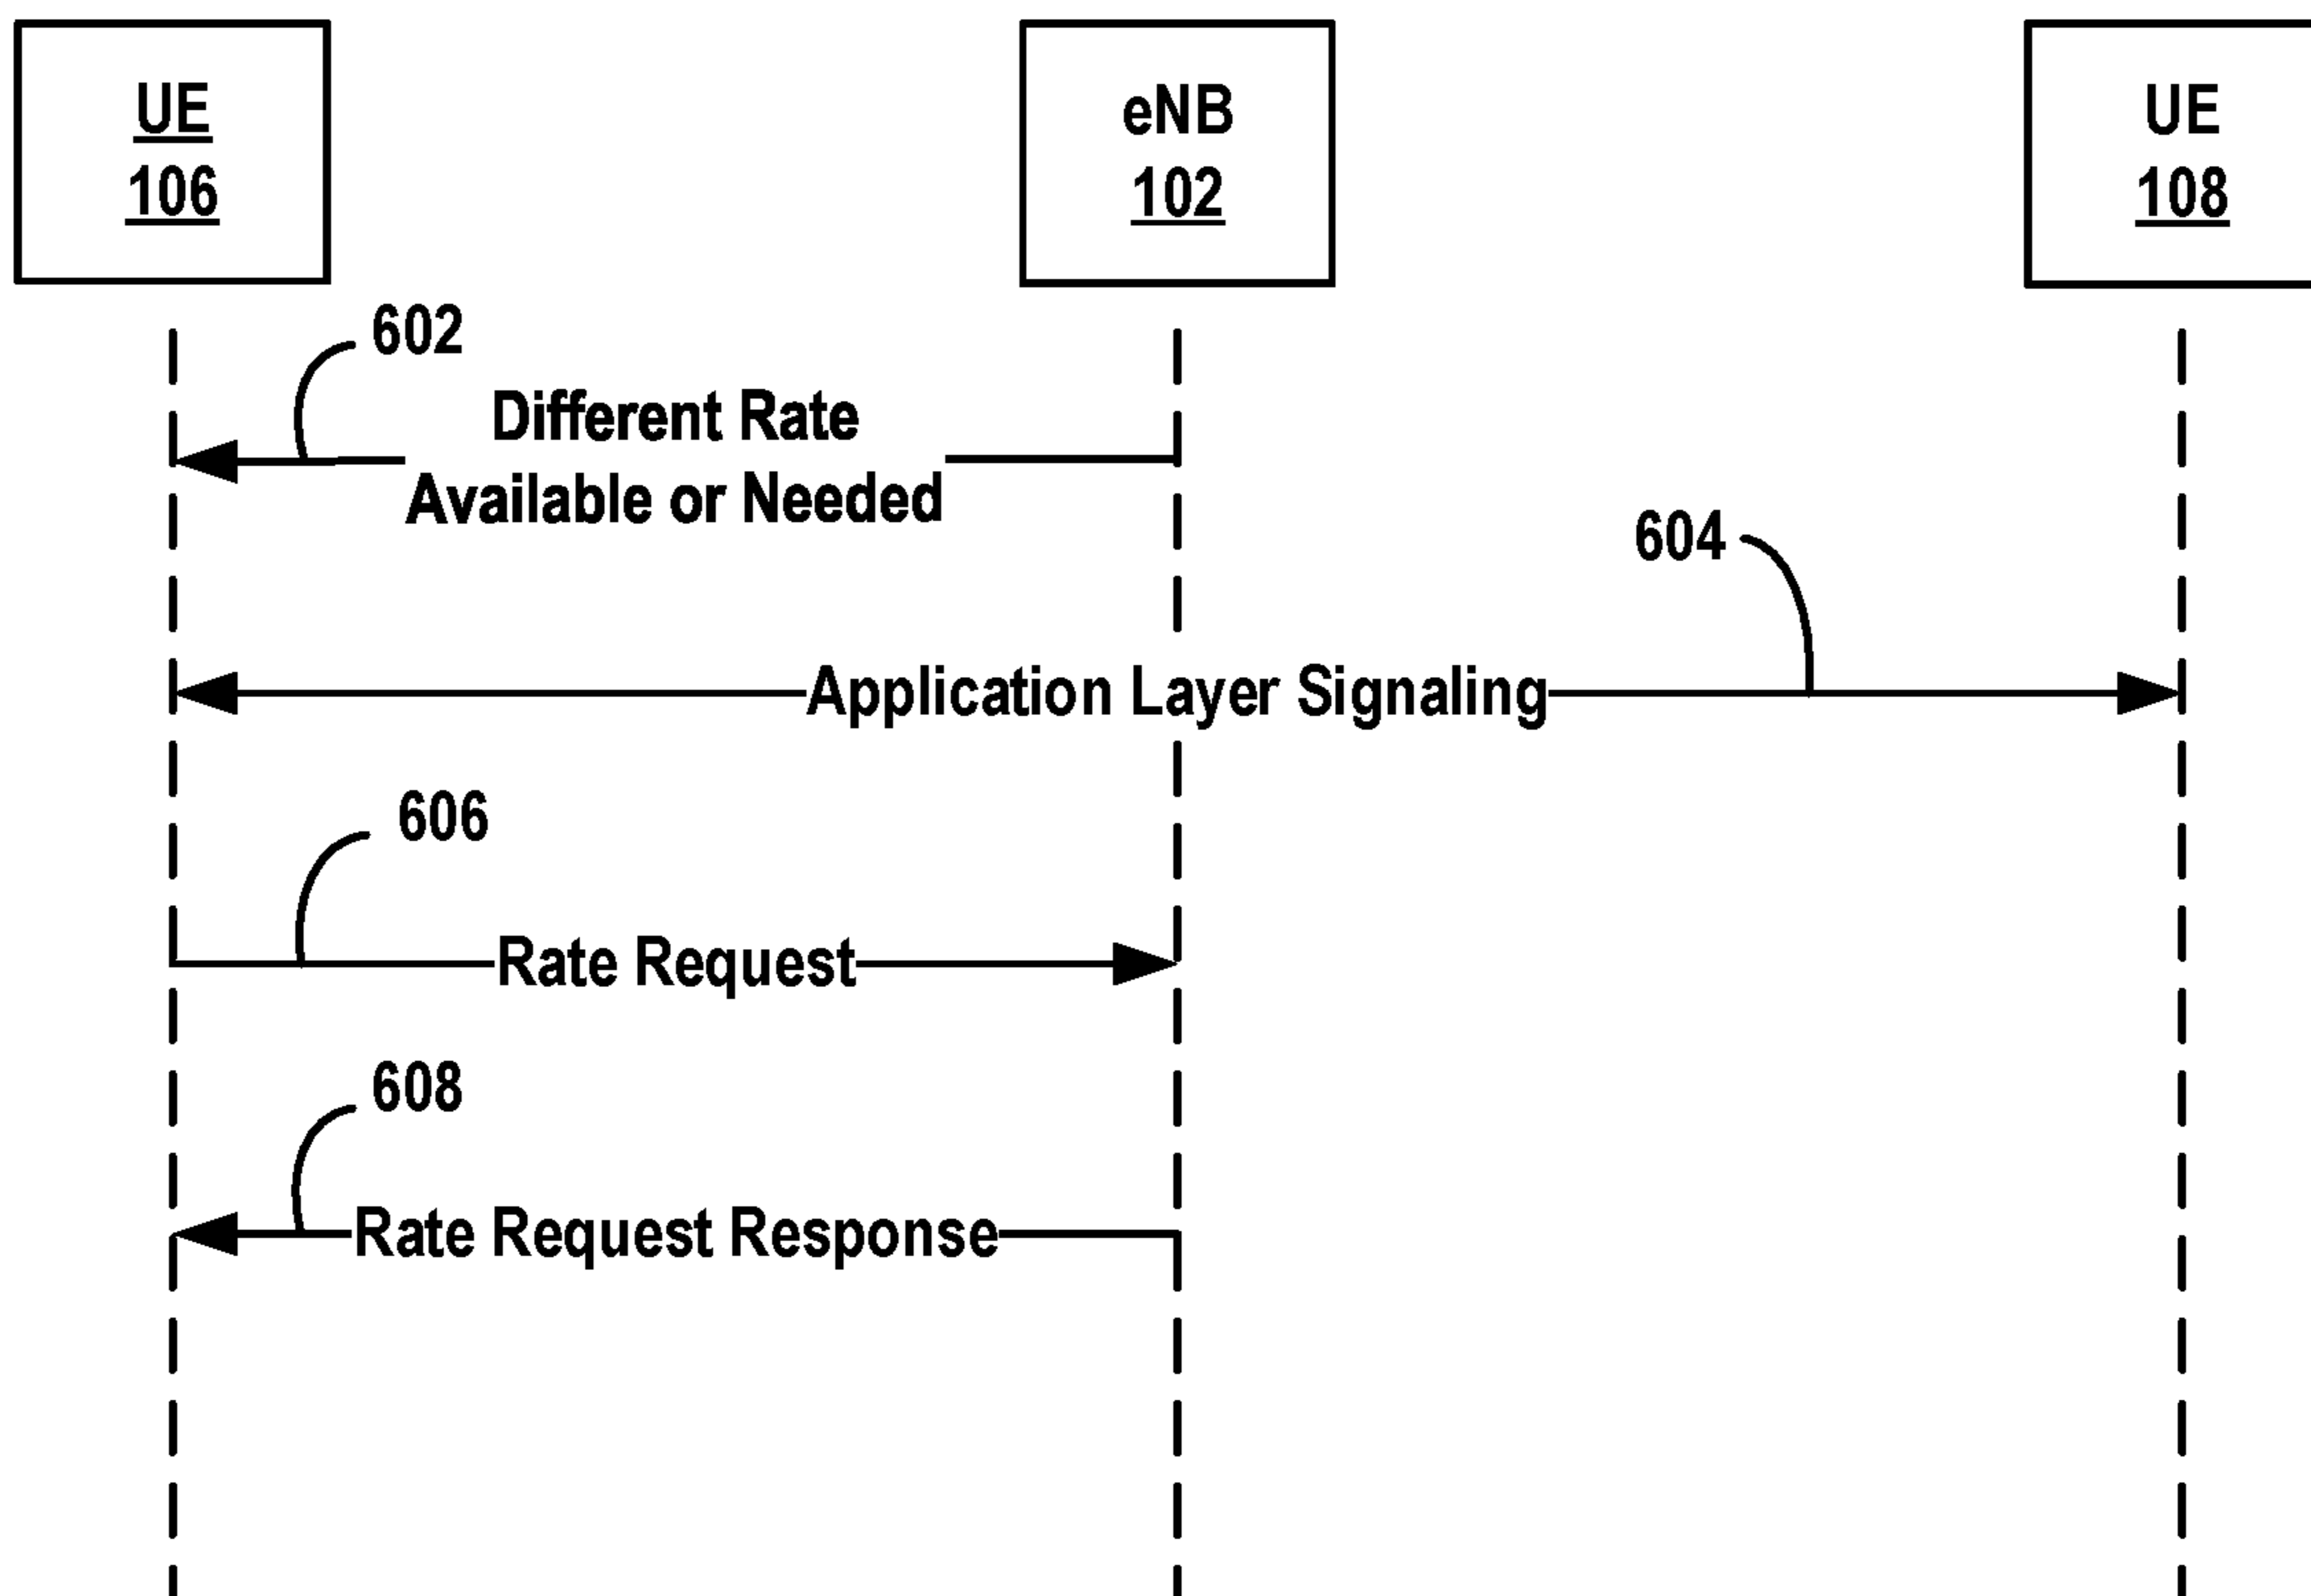 UE
106
eNB
102
UE
108
602
Different Rate
Available or Needed
604
Application Layer Signaling
606
Rate Request
608
Rate Request Response